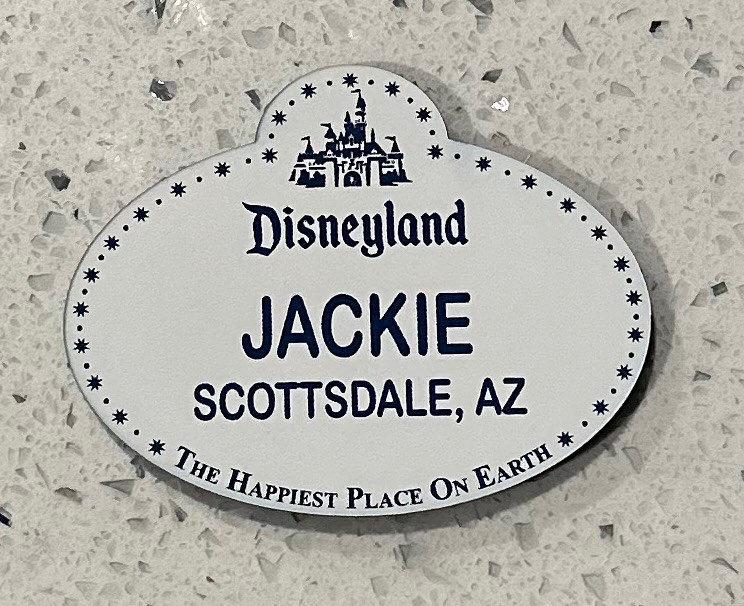 Disneyland
JACKIE
SCOTTSDALE, AZ
THE HAPPIEST PLACE ON EARTH